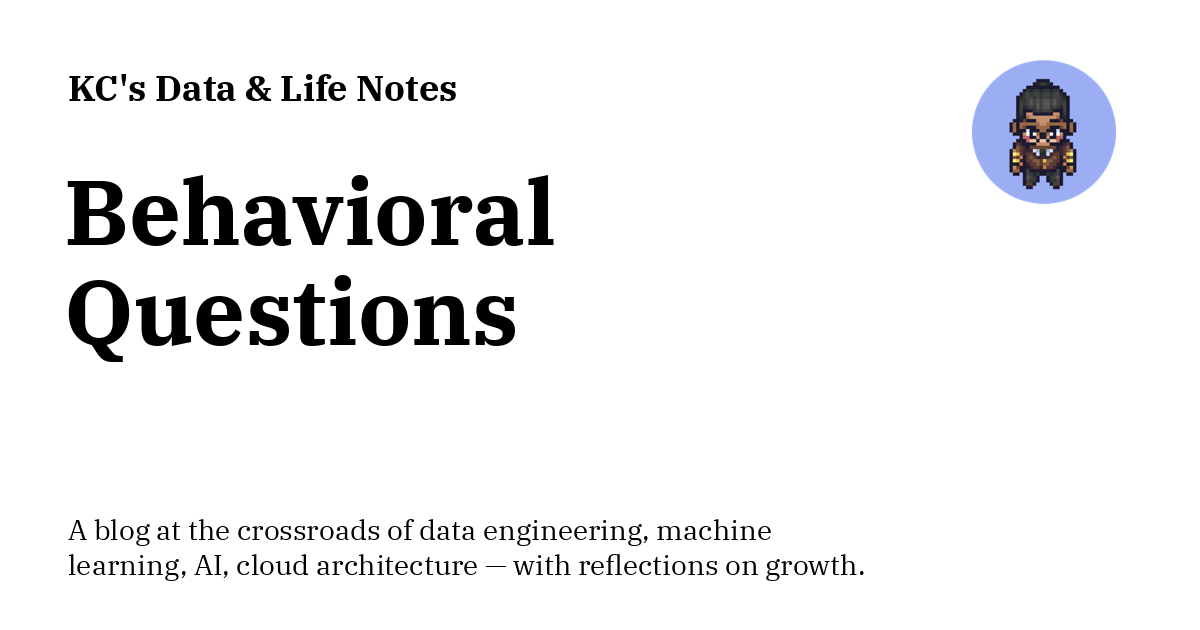 KC's Data & Life Notes
Behavioral
Questions
A blog at the crossroads of data engineering, machine
learning, AI, cloud architecture — with reflections on growth.